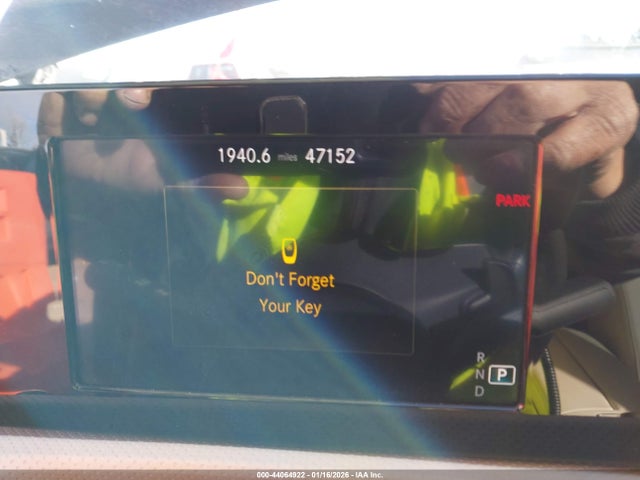 1940.6 miles 47152
PARK
Don't Forget
Your Key
R
N P
D
000-44064922 - 01/16/2026 - IAA Inc.